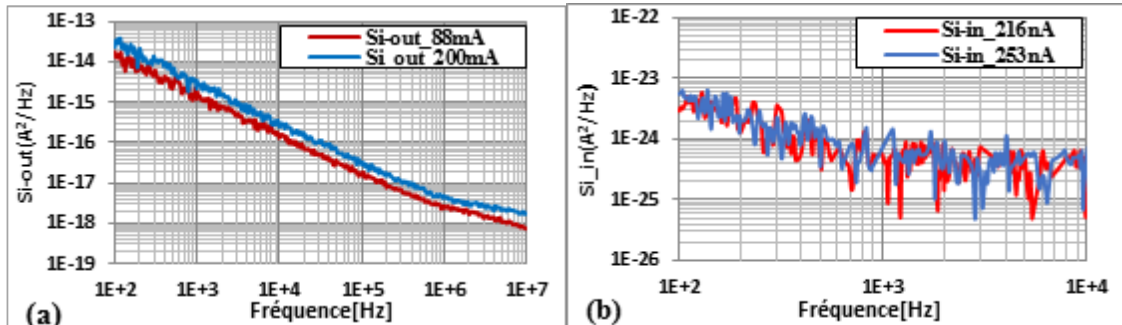 1E-13
1E-14
1E-15
1E-16
1E-17
1E-18
1E-19
Si-out(A²/Hz)
Si-out_88mA
Si_out_200mA
1E+2 1E+3 1E+4 1E+5 1E+6 1E+7
Fréquence[Hz]
(a)
1E-22
1E-23
1E-24
1E-25
1E-26
Si_in(A²/Hz)
Si-in_216nA
Si-in_253nA
1E+2 1E+3 1E+4
Fréquence[Hz]
(b)